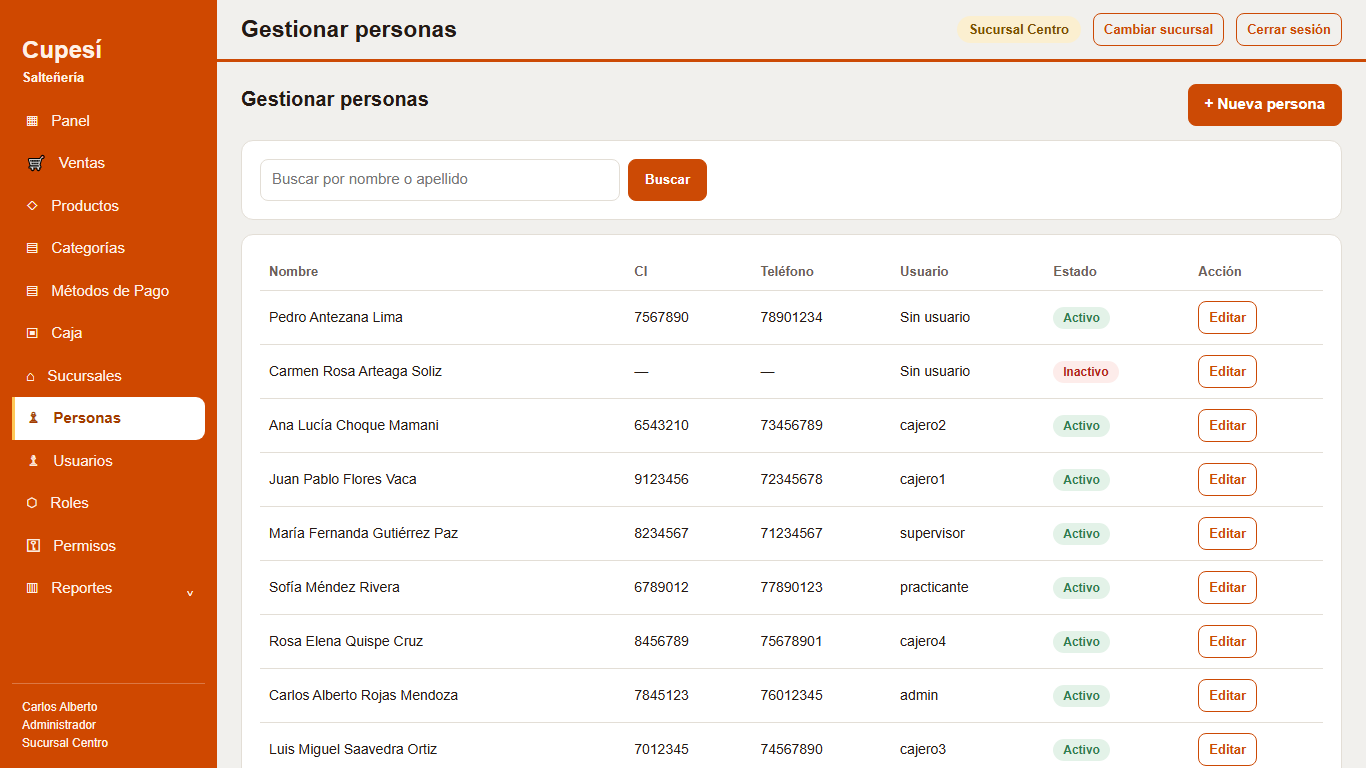 Cupesí
Salteñería
Panel
Ventas
Productos
Categorías
Métodos de Pago
Caja
Sucursales
Personas
Usuarios
Roles
Permisos
Reportes
Carlos Alberto
Administrador
Sucursal Centro
Gestionar personas
Sucursal Centro
Cambiar sucursal
Cerrar sesión
Gestionar personas
+ Nueva persona
Buscar por nombre o apellido
Buscar
Nombre CI Teléfono Usuario Estado Acción
Pedro Antezana Lima 7567890 78901234 Sin usuario Activo Editar
Carmen Rosa Arteaga Soliz — — Sin usuario Inactivo Editar
Ana Lucía Choque Mamani 6543210 73456789 cajero2 Activo Editar
Juan Pablo Flores Vaca 9123456 72345678 cajero1 Activo Editar
María Fernanda Gutiérrez Paz 8234567 71234567 supervisor Activo Editar
Sofía Méndez Rivera 6789012 77890123 practicante Activo Editar
Rosa Elena Quispe Cruz 8456789 75678901 cajero4 Activo Editar
Carlos Alberto Rojas Mendoza 7845123 76012345 admin Activo Editar
Luis Miguel Saavedra Ortiz 7012345 74567890 cajero3 Activo Editar